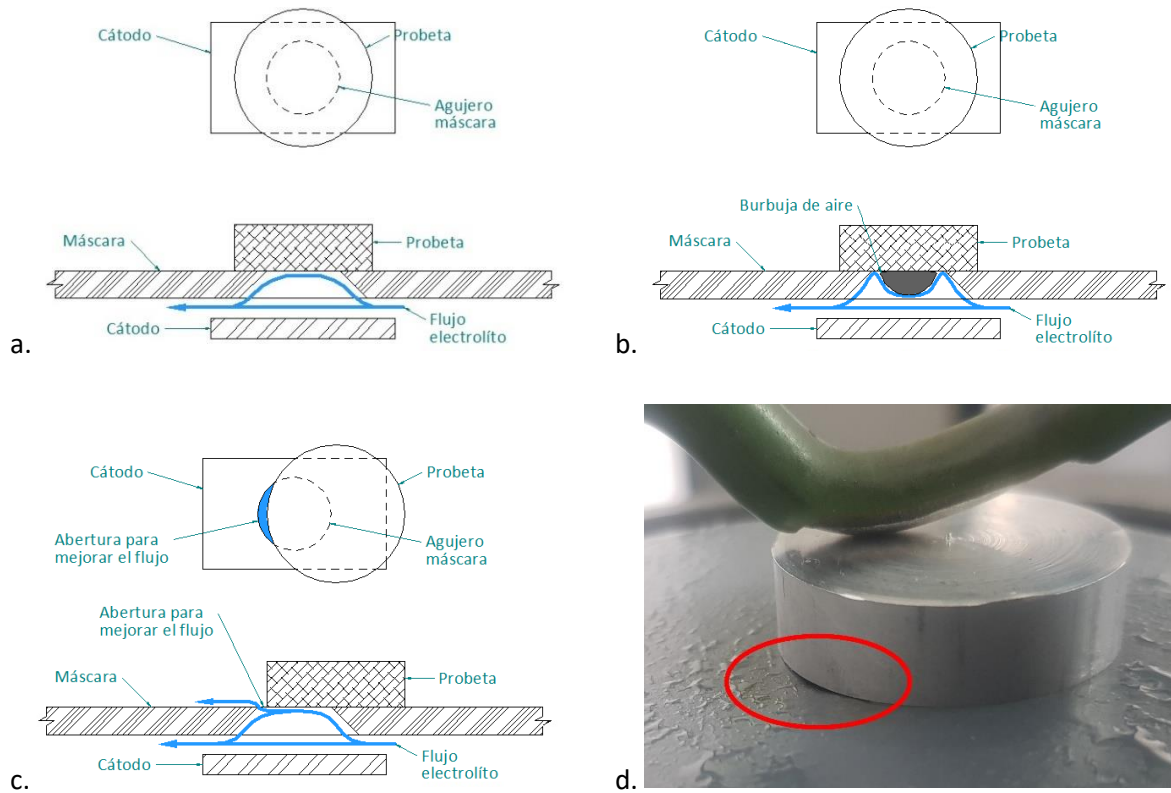 Cátodo
Probeta
Agujero
máscara
Máscara
Probeta
Cátodo
Flujo
electrolíto
a.
Cátodo
Probeta
Agujero
máscara
Burbuja de aire
Máscara
Probeta
Cátodo
Flujo
electrolíto
b.
Cátodo
Probeta
Abertura para
mejorar el flujo
Agujero
máscara
Abertura para
mejorar el flujo
Máscara
Probeta
Cátodo
Flujo
electrolíto
c.
d.